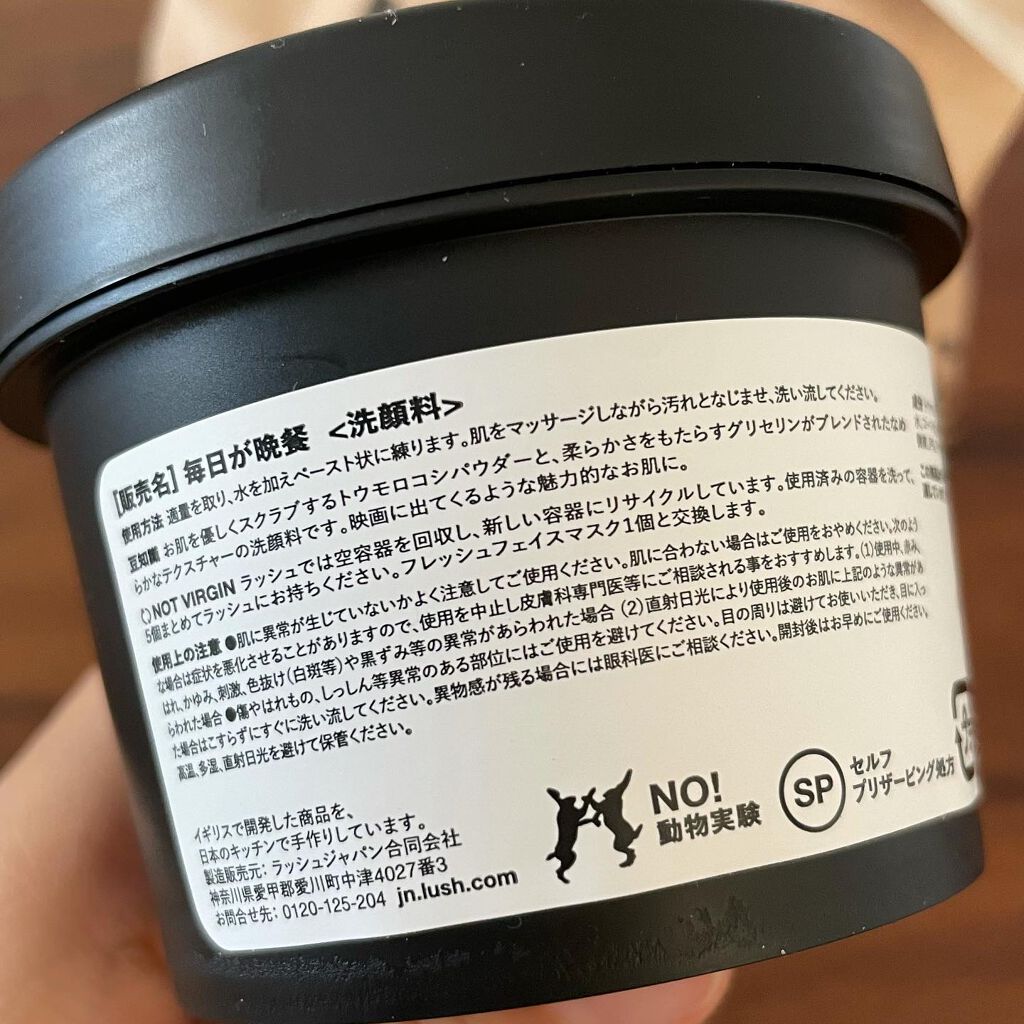 [販売名] 毎日が晩餐 <洗顔料>
使用方法 適量を取り、水を加えペースト状に練ります。肌をマッサージしながら汚れとなじませ、洗い流してください。
豆知識 お肌を優しくスクラブするトウモロコシパウダーと、柔らかさをもたらすグリセリンがブレンドされたなめ
らかなテクスチャーの洗顔料です。映画に出てくるような魅力的なお肌に。
NOT VIRGIN ラッシュでは空容器を回収し、新しい容器にリサイクルしています。使用済みの容器を洗って、
5個まとめてラッシュにお持ちください。フレッシュフェイスマスク1個と交換します。
使用上の注意 ●肌に異常が生じていないかよく注意してご使用ください。肌に合わない場合はご使用をおやめください。次のよう
な場合は症状を悪化させることがありますので、使用を中止し皮膚科専門医等にご相談される事をおすすめします。(1)使用中、赤み、
はれ、かゆみ、刺激、色抜け(白斑等)や黒ずみ等の異常があらわれた場合 (2)直射日光により使用後のお肌に上記のような異常があ
らわれた場合 ●傷やはれもの、しっしん等異常のある部位にはご使用を避けてください。目の周りは避けてお使いいただき、目に入っ
た場合はこすらずにすぐに洗い流してください。異物感が残る場合には眼科医にご相談ください。開封後はお早めにご使用ください。
高温、多湿、直射日光を避けて保管ください。
イギリスで開発した商品を、
日本のキッチンで手作りしています。
製造販売元: ラッシュジャパン合同会社
神奈川県愛甲郡愛川町中津4027番3
お問合せ先: 0120-125-204 jn.lush.com
NO!
動物実験
SP
セルフ
プリザービング処方